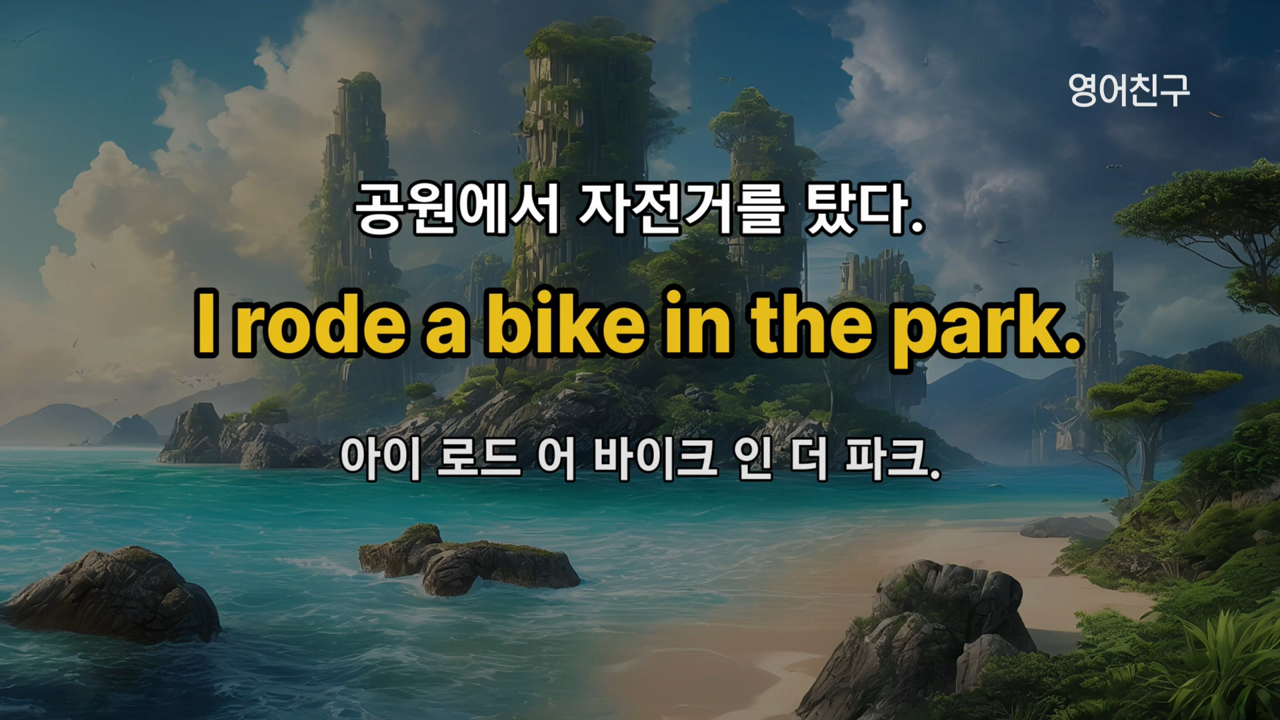 영어친구
공원에서 자전거를 탔다.
I rode a bike in the park.
아이 로드 어 바이크 인 더 파크.